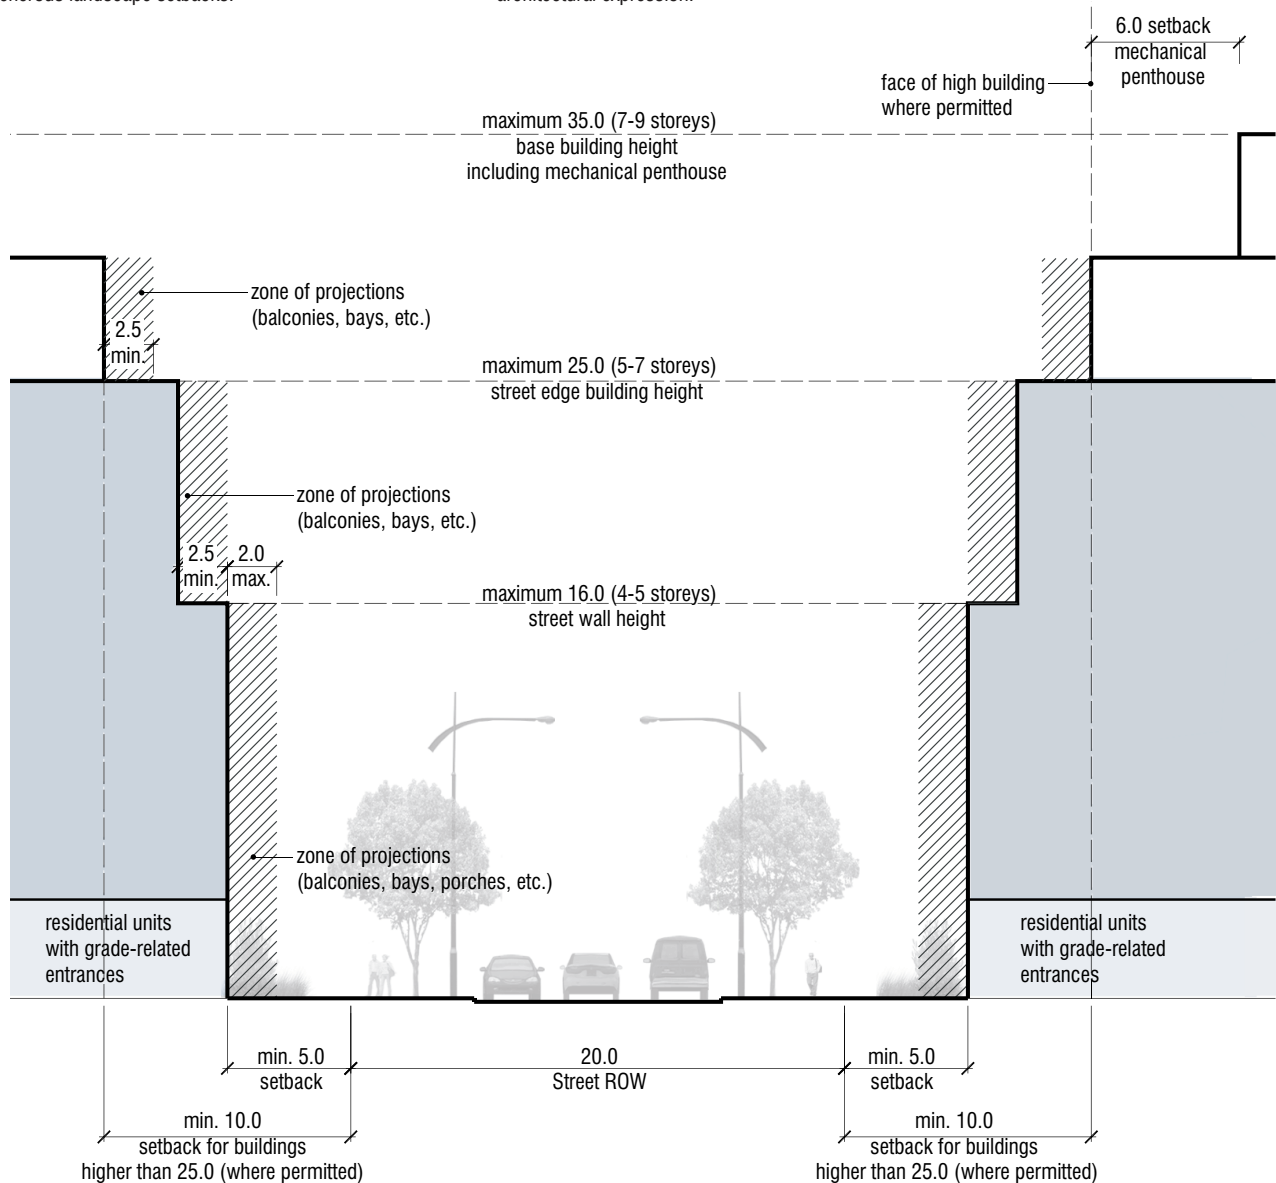 6.0 setback
mechanical
penthouse
face of high building
where permitted
maximum 35.0 (7-9 storeys)
base building height
including mechanical penthouse
zone of projections
(balconies, bays, etc.)
2.5
min.
maximum 25.0 (5-7 storeys)
street edge building height
zone of projections
(balconies, bays, etc.)
2.5 2.0
min. max.
maximum 16.0 (4-5 storeys)
street wall height
zone of projections
(balconies, bays, porches, etc.)
residential units
with grade-related
entrances
residential units
with grade-related
entrances
min. 5.0
setback
20.0
Street ROW
min. 5.0
setback
min. 10.0
setback for buildings
higher than 25.0 (where permitted)
min. 10.0
setback for buildings
higher than 25.0 (where permitted)